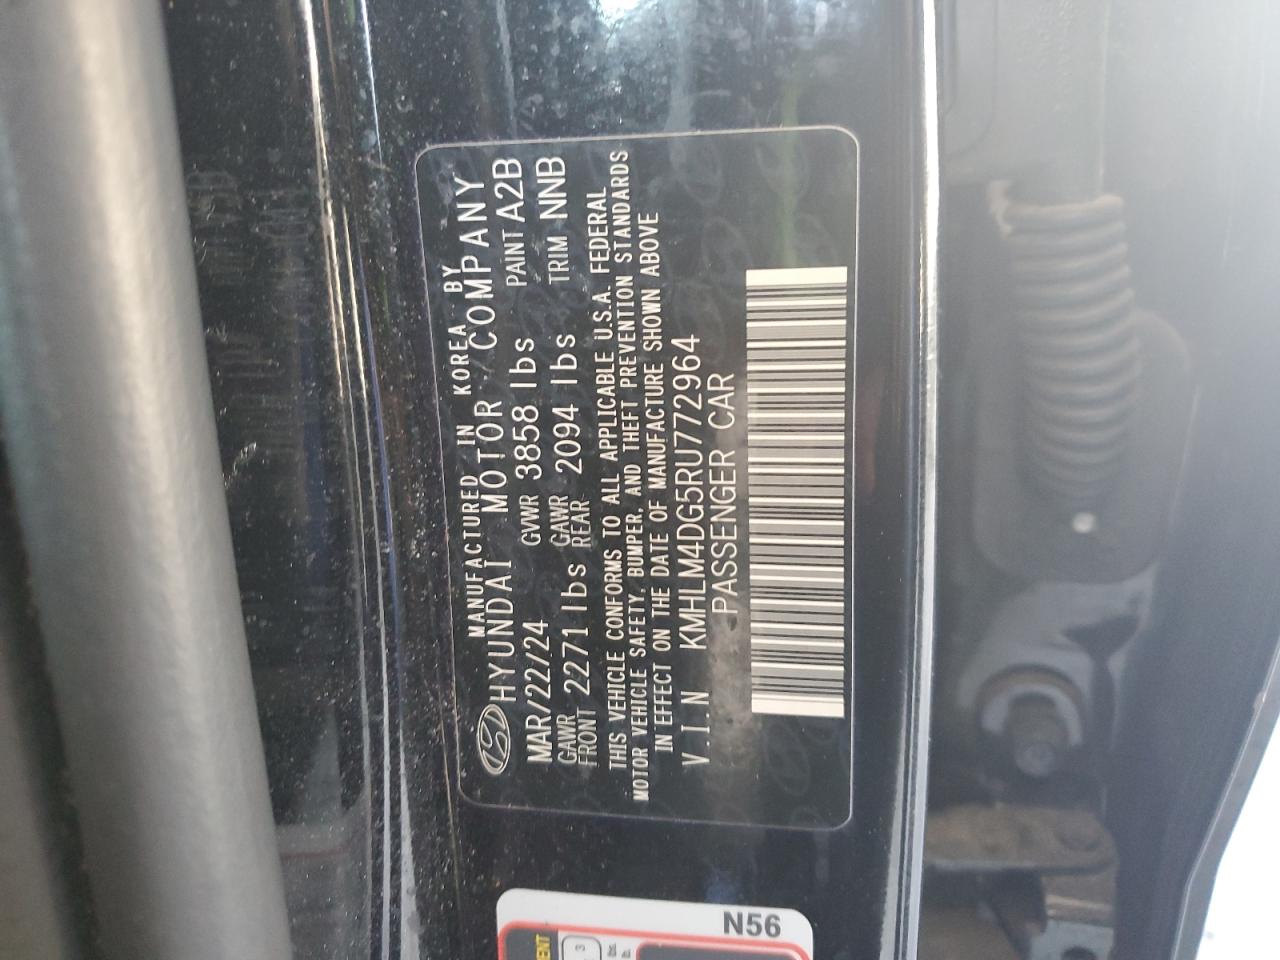 MANUFACTURED IN KOREA BY
HYUNDAI MOTOR COMPANY
MAR/22/24 GVWR 3858 lbs PAINT A2B
GAWR FRONT 2271 lbs GAWR REAR 2094 lbs TRIM NNB
THIS VEHICLE CONFORMS TO ALL APPLICABLE U.S.A. FEDERAL
MOTOR VEHICLE SAFETY, BUMPER, AND THEFT PREVENTION STANDARDS
IN EFFECT ON THE DATE OF MANUFACTURE SHOWN ABOVE
V.I.N KMHLM4DG5RU772964
PASSENGER CAR
N56
3
lbs.